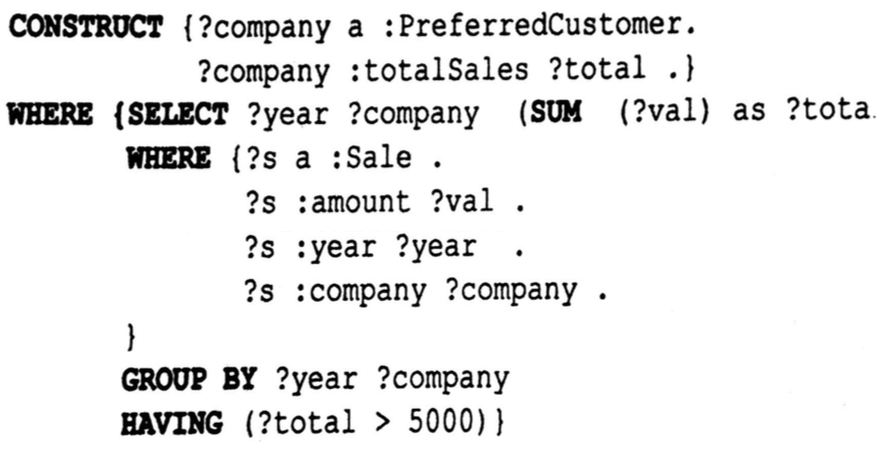 CONSTRUCT {?company a :PreferredCustomer.
?company :totalSales ?total .}
WHERE {SELECT ?year ?company (SUM (?val) as ?tota
WHERE {?s a :Sale .
?s :amount ?val .
?s :year ?year .
?s :company ?company .
}
GROUP BY ?year ?company
HAVING (?total > 5000)}